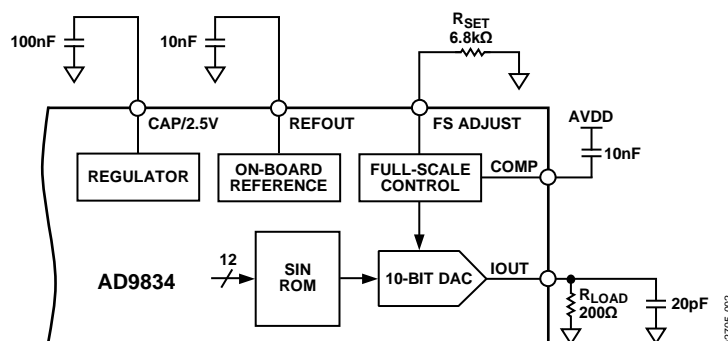 100nF
10nF
RSET
6.8kΩ
CAP/2.5V
REFOUT
FS ADJUST
AVDD
10nF
REGULATOR
ON-BOARD
REFERENCE
FULL-SCALE
CONTROL
COMP
AD9834
12
SIN
ROM
10-BIT DAC
IOUT
RLOAD
200Ω
20pF